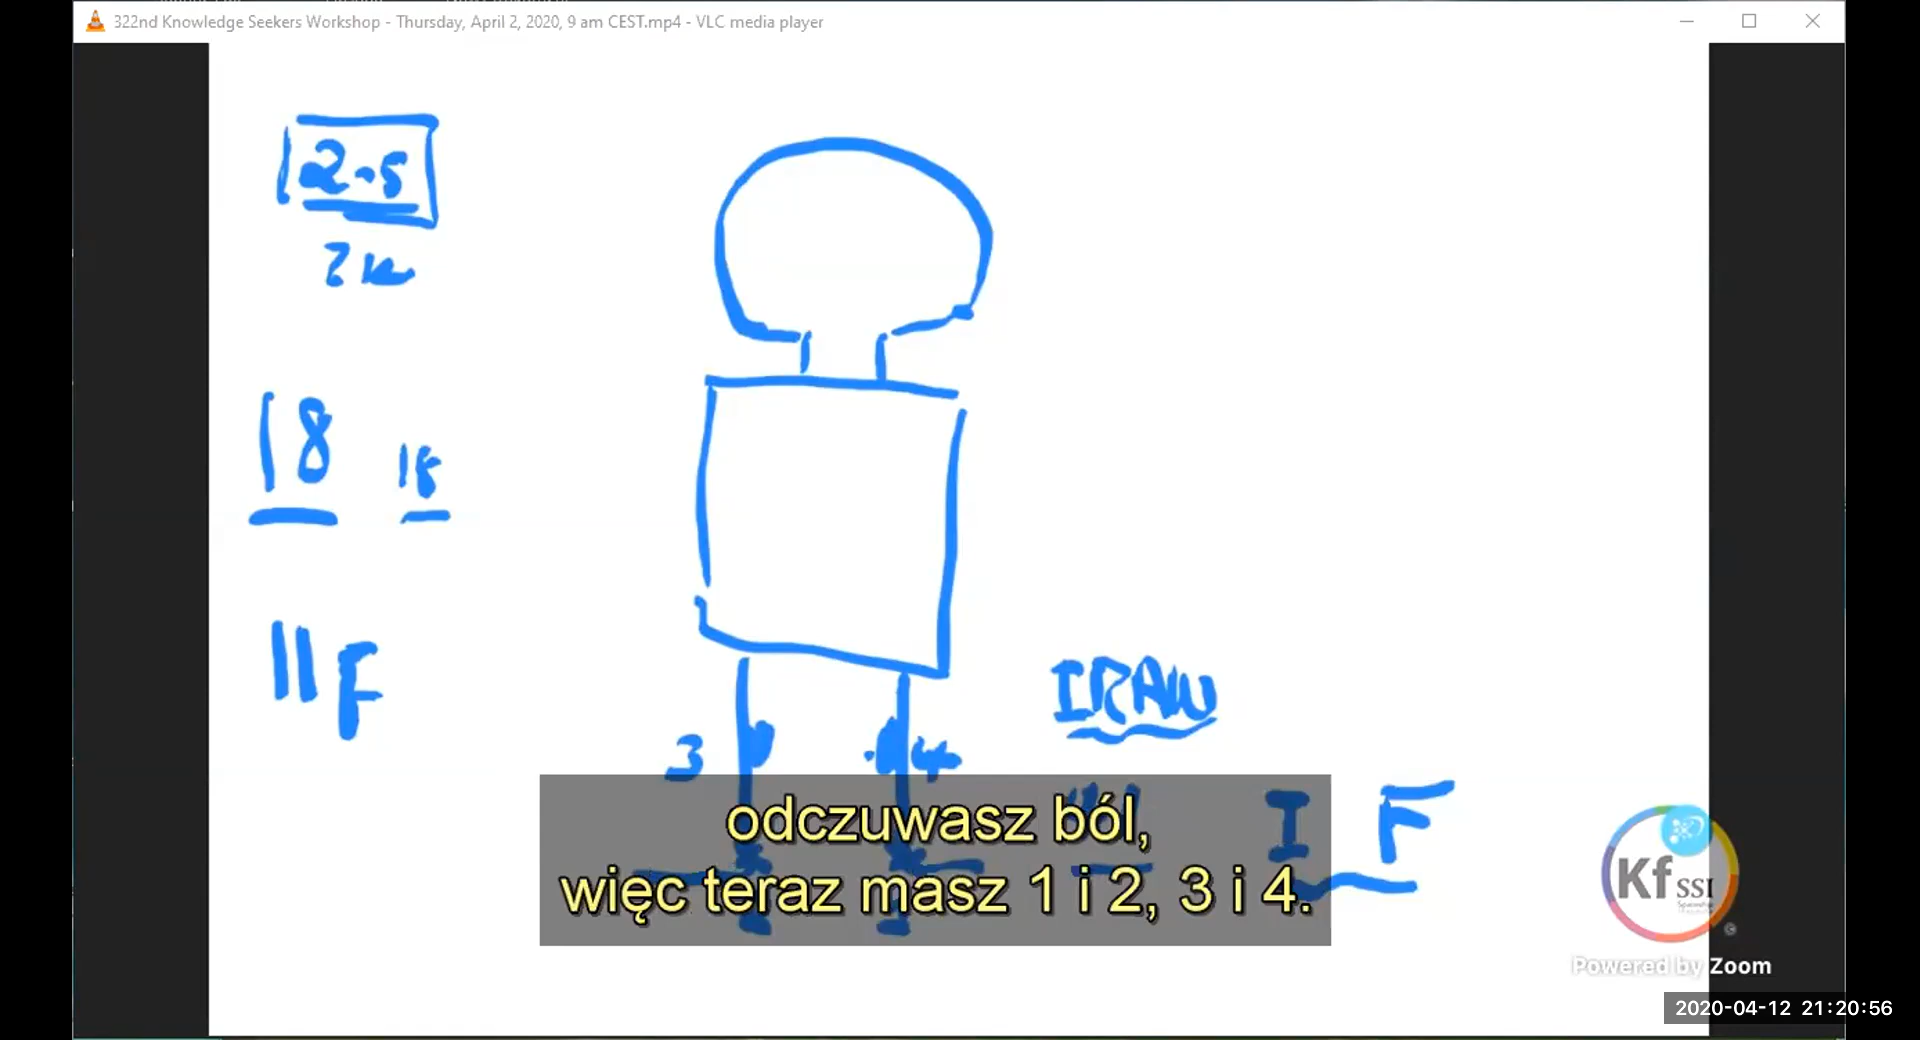 322nd Knowledge Seekers Workshop - Thursday, April 2, 2020, 9 am CEST.mp4 - VLC media player
2.5
18 18
11F
3 4
I F
odczuwasz ból,
więc teraz masz 1 i 2, 3 i 4.
Kf SSI
Powered by Zoom
2020-04-12 21:20:56